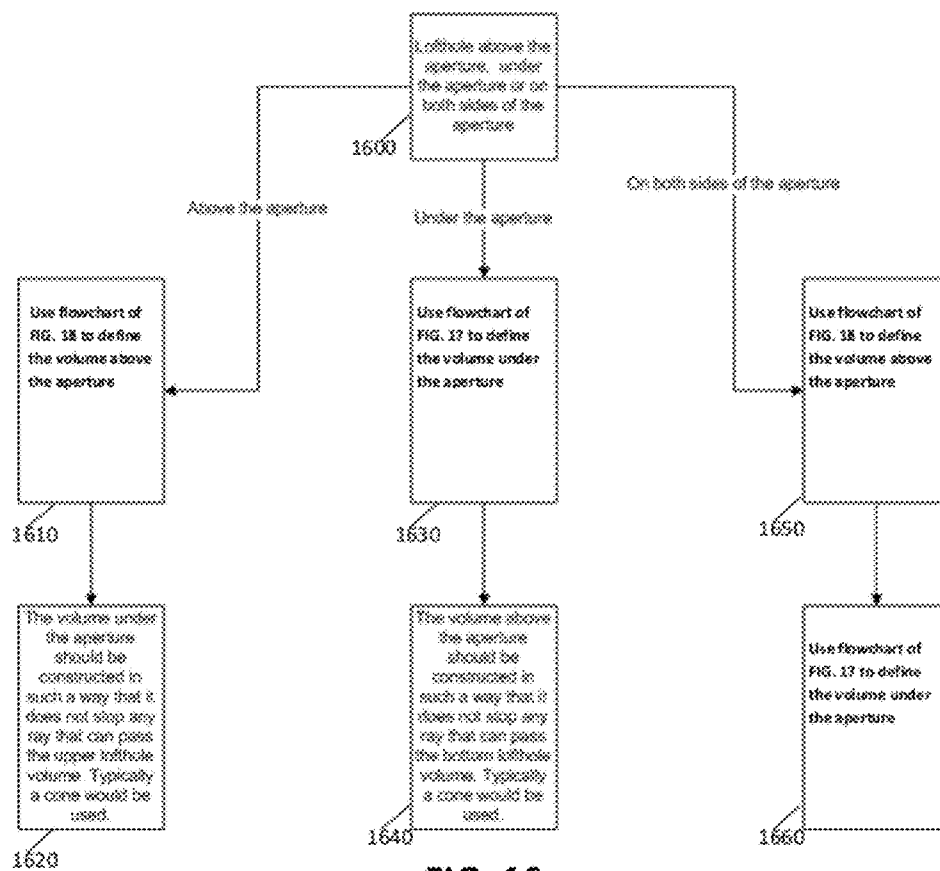 Lofthole above the
aperture, under
the aperture or on
both sides of the
aperture
1600
Above the aperture
Under the aperture
On both sides of the aperture
Use flowchart of
FIG. 18 to define
the volume above
the aperture
1610
Use flowchart of
FIG. 17 to define
the volume under
the aperture
1630
Use flowchart of
FIG. 18 to define
the volume above
the aperture
1650
The volume under
the aperture
should be
constructed in
such a way that it
does not stop any
ray that can pass
the upper lofthole
volume. Typically
a cone would be
used.
1620
The volume above
the aperture
should be
constructed in
such a way that it
does not stop any
ray that can pass
the bottom lofthole
volume. Typically
a cone would be
used.
1640
Use flowchart of
FIG. 17 to define
the volume under
the aperture
1660